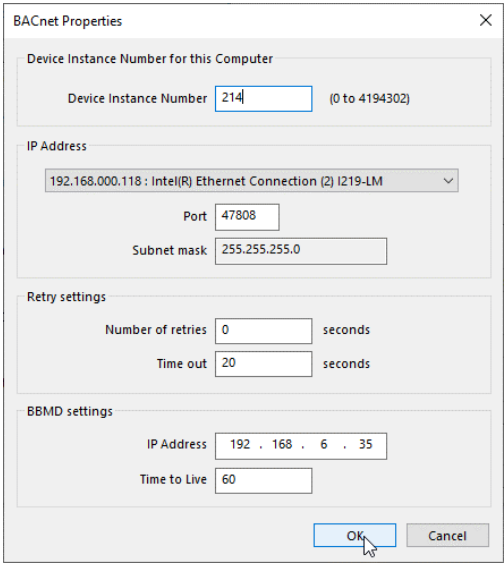 BACnet Properties
Device Instance Number for this Computer
Device Instance Number 214 (0 to 4194302)
IP Address
192.168.000.118 : Intel(R) Ethernet Connection (2) I219-LM
Port 47808
Subnet mask 255.255.255.0
Retry settings
Number of retries 0 seconds
Time out 20 seconds
BBMD settings
IP Address 192 . 168 . 6 . 35
Time to Live 60
OK Cancel